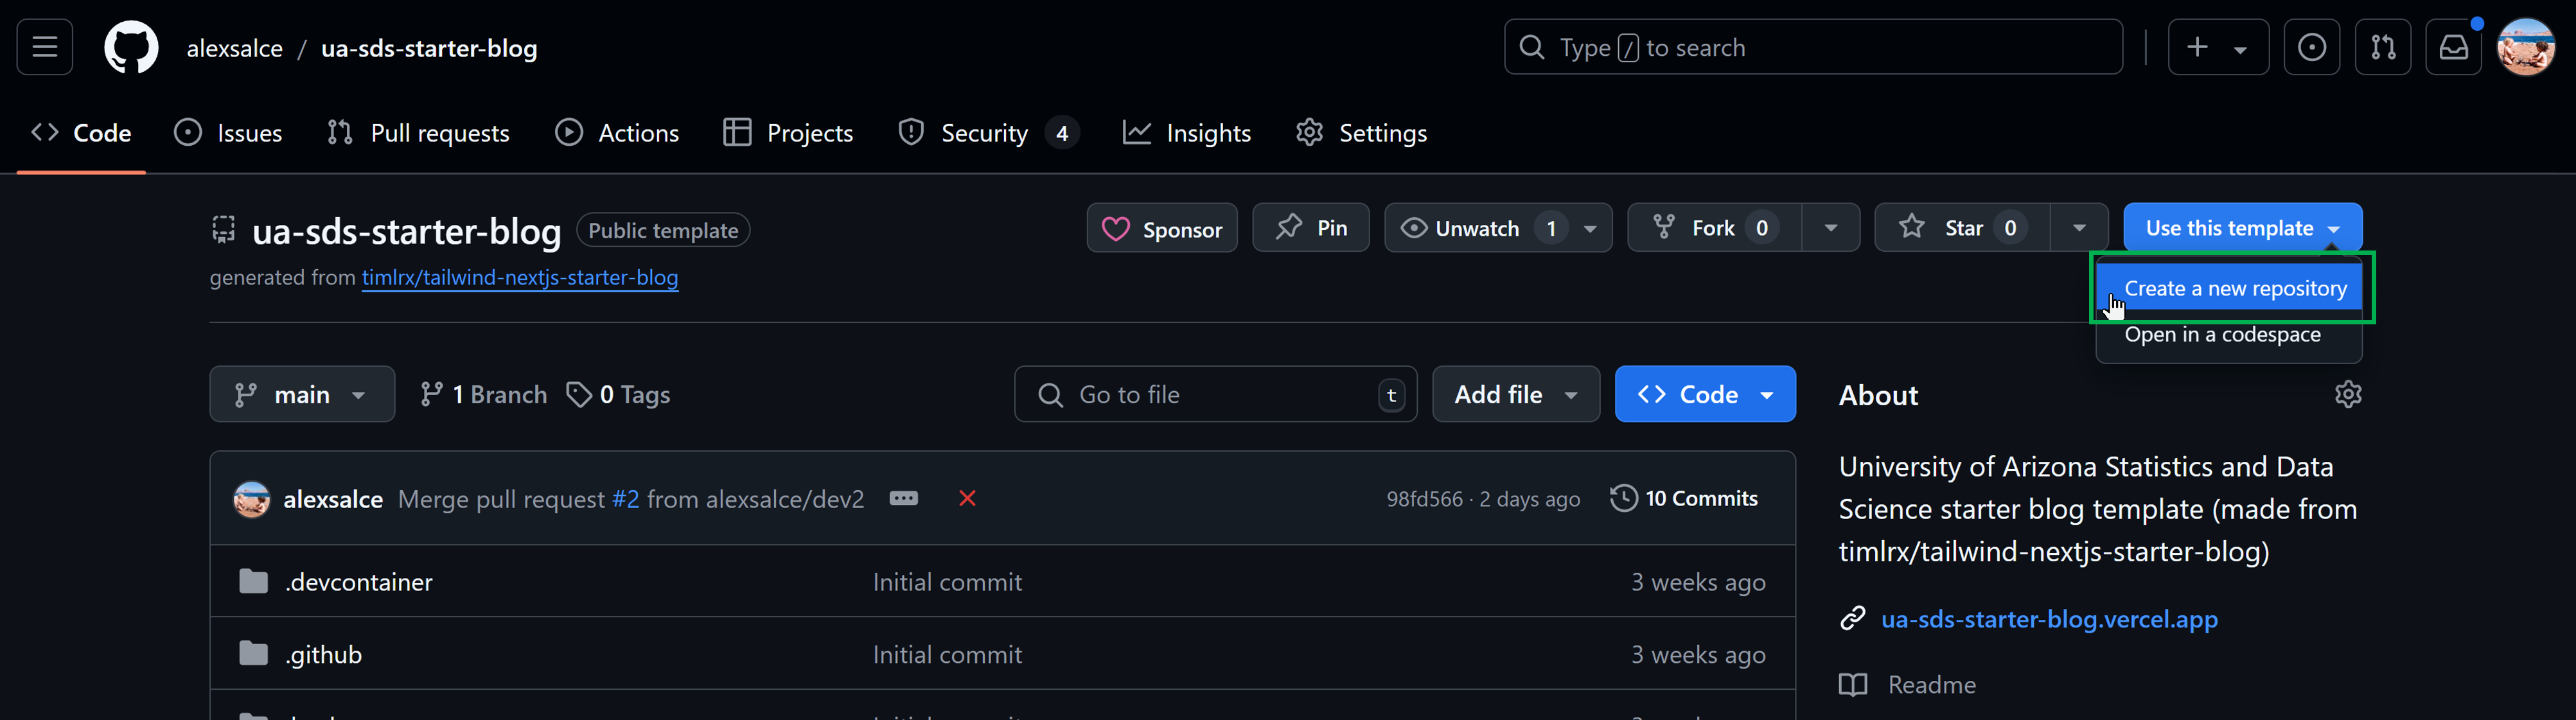 alexsalce / ua-sds-starter-blog
Type / to search
Code
Issues
Pull requests
Actions
Projects
Security 4
Insights
Settings
ua-sds-starter-blog
Public template
Sponsor
Pin
Unwatch 1
Fork 0
Star 0
Use this template
generated from timlrx/tailwind-nextjs-starter-blog
Create a new repository
Open in a codespace
main
1 Branch
0 Tags
Go to file t
Add file
Code
About
alexsalce Merge pull request #2 from alexsalce/dev2
98fd566 · 2 days ago
10 Commits
.devcontainer Initial commit 3 weeks ago
.github Initial commit 3 weeks ago
University of Arizona Statistics and Data
Science starter blog template (made from
timlrx/tailwind-nextjs-starter-blog)
ua-sds-starter-blog.vercel.app
Readme